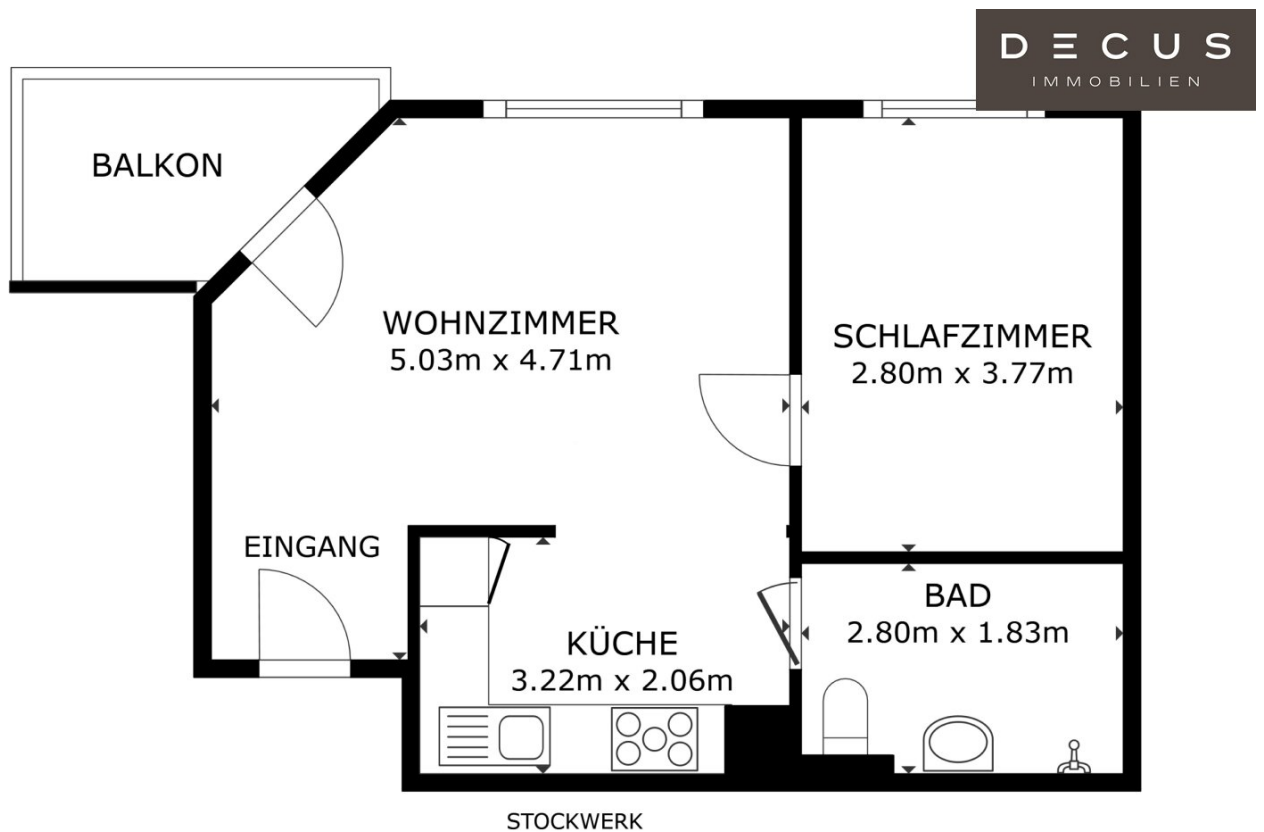 DECUS
IMMOBILIEN
BALKON
WOHNZIMMER
5.03m x 4.71m
SCHLAFZIMMER
2.80m x 3.77m
EINGANG
BAD
2.80m x 1.83m
KÜCHE
3.22m x 2.06m
STOCKWERK